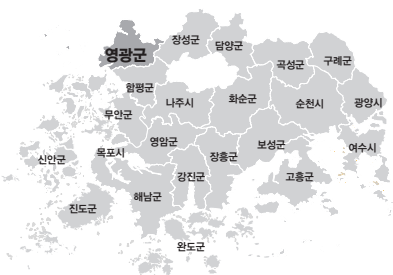 장성군
담양군
영광군
곡성군
구례군
함평군
나주시
화순군
순천시
광양시
무안군
영암군
보성군
여수시
신안군
목포시
장흥군
강진군
고흥군
해남군
진도군
완도군